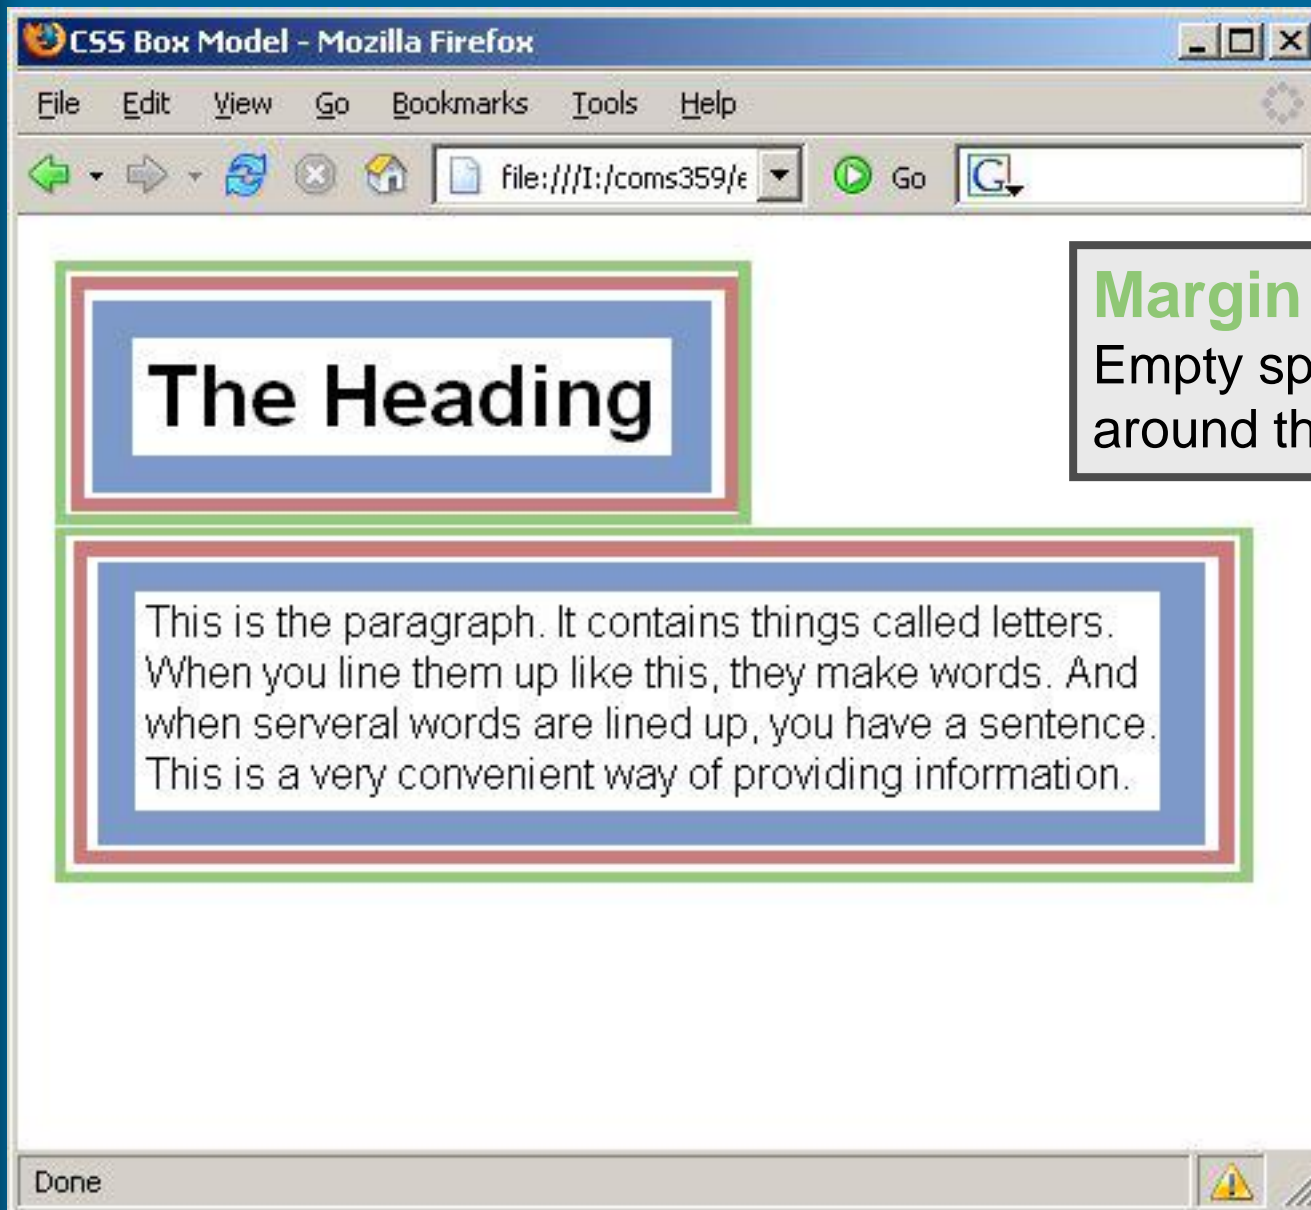 CSS Box Model - Mozilla Firefox
File Edit View Go Bookmarks Tools Help
file:///I:/coms359/e Go G
Margin
Empty sp
around th
The Heading
This is the paragraph. It contains things called letters.
When you line them up like this, they make words. And
when serveral words are lined up, you have a sentence.
This is a very convenient way of providing information.
Done